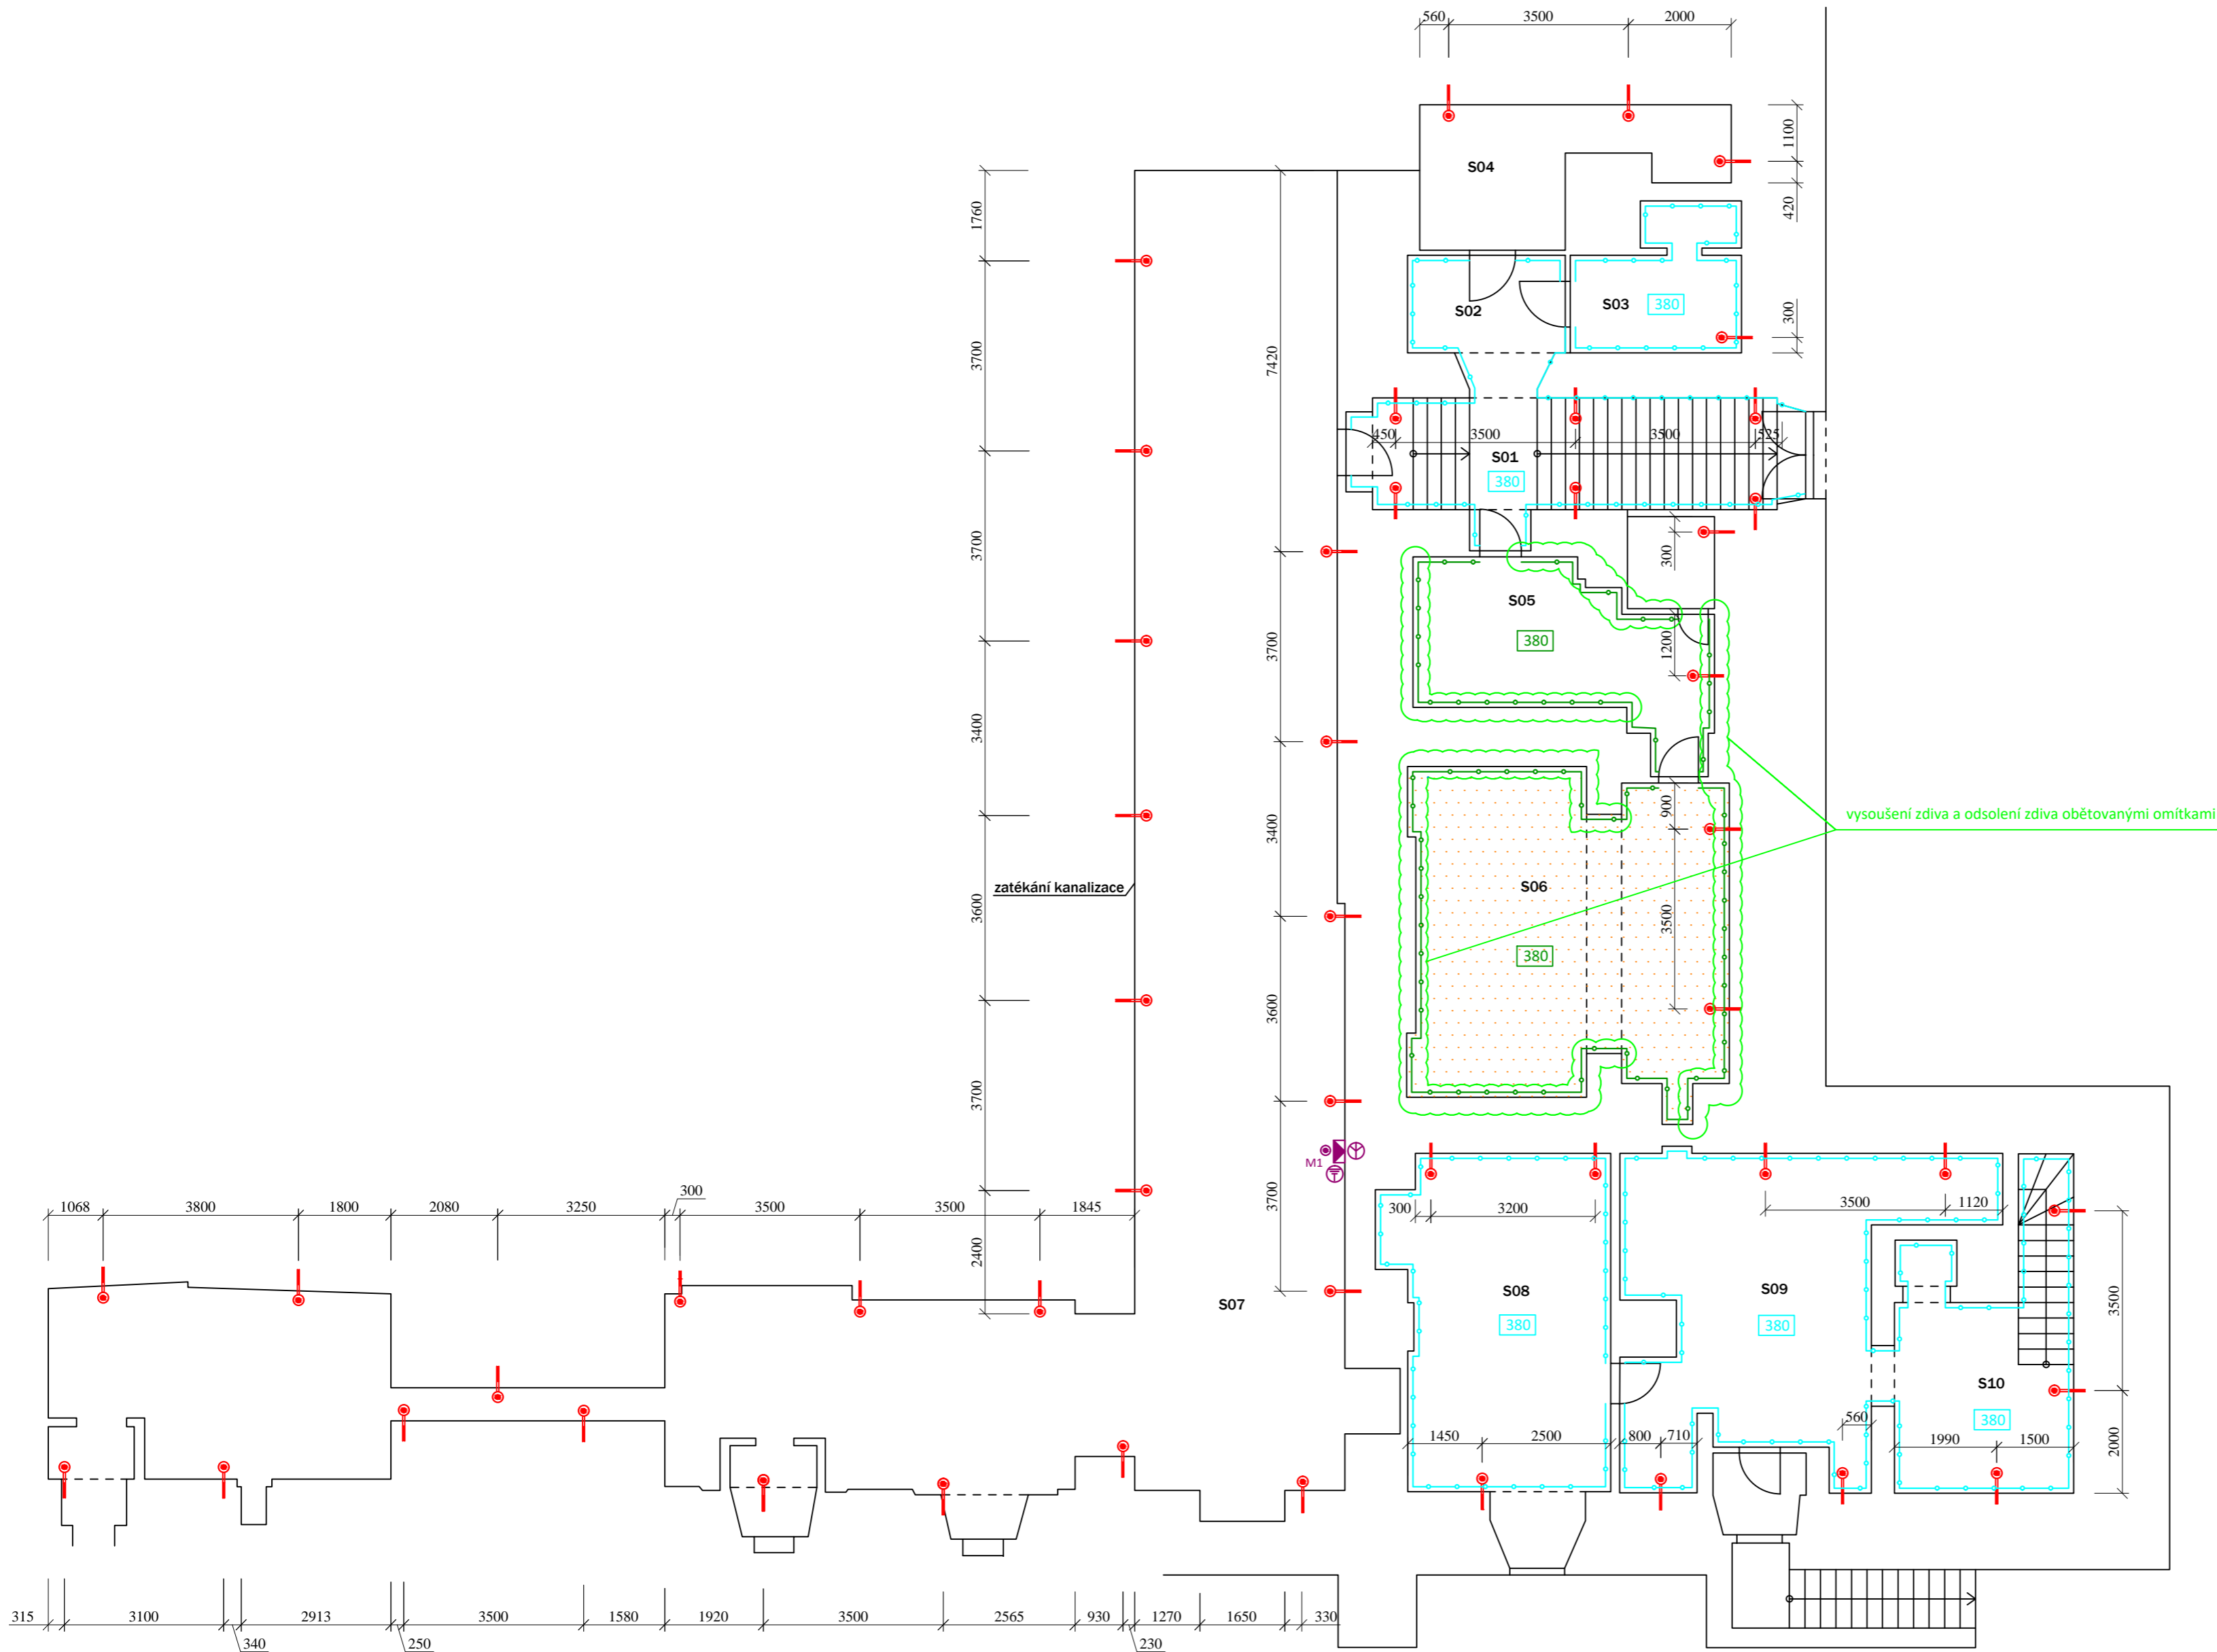 560 3500 2000
1100
420
S04
1760
S02
S03 380
300
3700
7420
450 3500 3500 525
S01
380
3700
300
S05
380
3700
1200
3400
900
vysoušení zdiva a odsolení zdiva obětovanými omítkami
zatékání kanalizace
S06
3400
3600
380
3500
3600
3700
M1
300
1068 3800 1800 2080 3250 3500 3500 1845
3700
300 3200
3500 1120
2400
S07
S08
380
S09
380
3500
S10
380
560
1450 2500
800 710
1990 1500
2000
315 3100 2913 3500 1580 1920 3500 2565 930 1270 1650 330
340 250 230